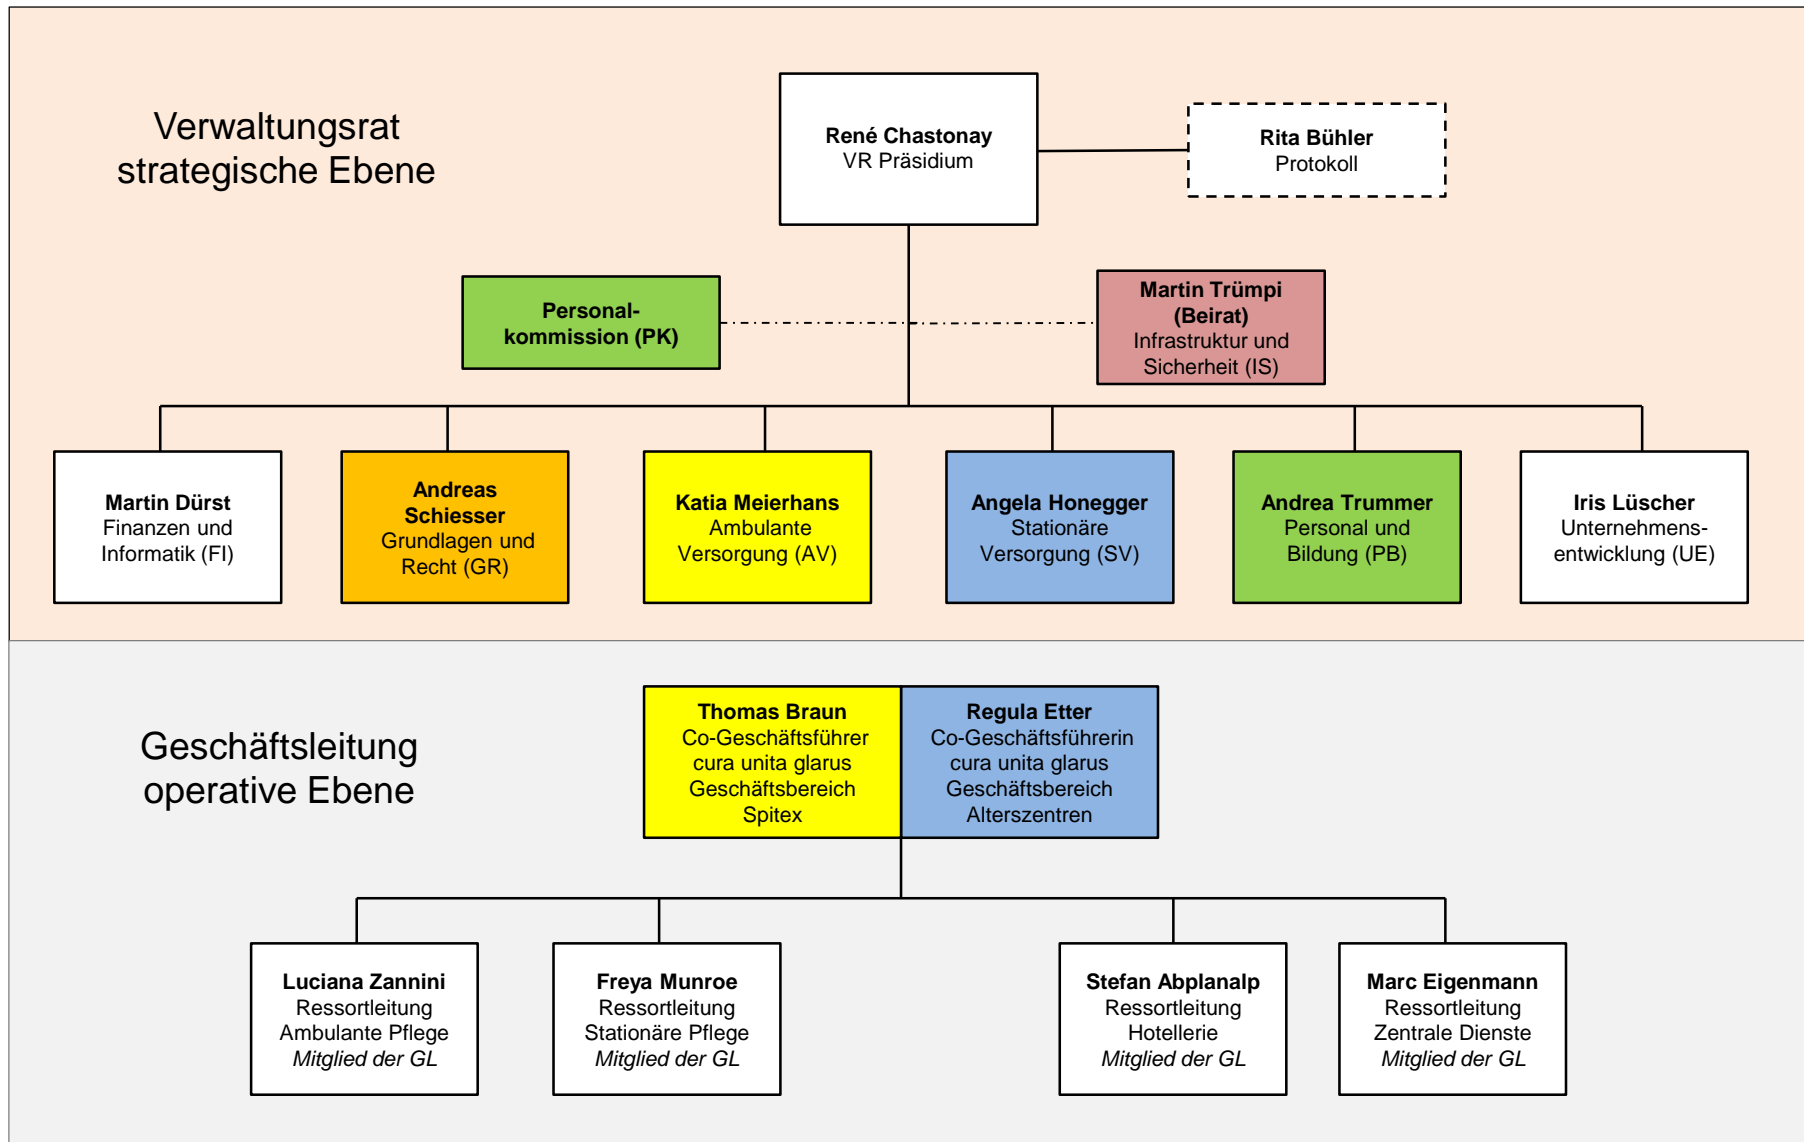 Verwaltungsrat
strategische Ebene
René Chastonay
VR Präsidium
Rita Bühler
Protokoll
Personal-
kommission (PK)
Martin Trümpi
(Beirat)
Infrastruktur und
Sicherheit (IS)
Martin Dürst
Finanzen und
Informatik (FI)
Andreas
Schiesser
Grundlagen und
Recht (GR)
Katia Meierhans
Ambulante
Versorgung (AV)
Angela Honegger
Stationäre
Versorgung (SV)
Andrea Trummer
Personal und
Bildung (PB)
Iris Lüscher
Unternehmens-
entwicklung (UE)
Geschäftsleitung
operative Ebene
Thomas Braun
Co-Geschäftsführer
cura unita glarus
Geschäftsbereich
Spitex
Regula Etter
Co-Geschäftsführerin
cura unita glarus
Geschäftsbereich
Alterszentren
Luciana Zannini
Ressortleitung
Ambulante Pflege
Mitglied der GL
Freya Munroe
Ressortleitung
Stationäre Pflege
Mitglied der GL
Stefan Abplanalp
Ressortleitung
Hotellerie
Mitglied der GL
Marc Eigenmann
Ressortleitung
Zentrale Dienste
Mitglied der GL